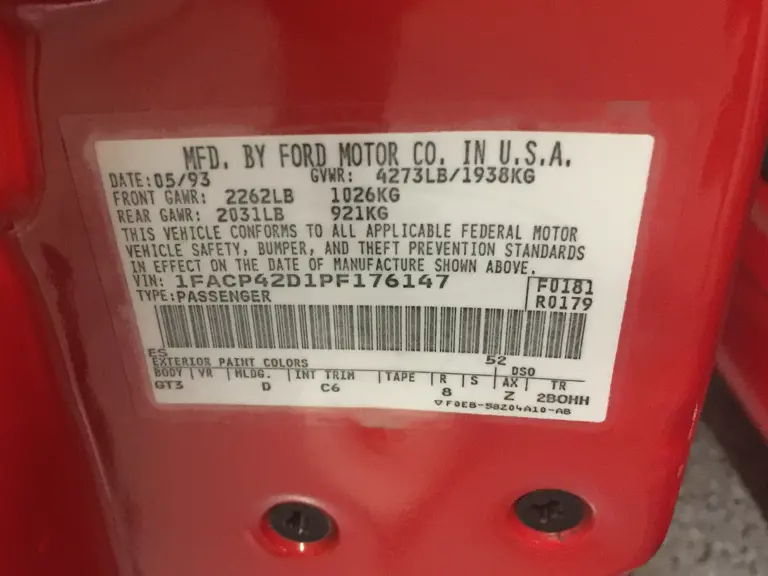 MFD. BY FORD MOTOR CO. IN U.S.A.
DATE: 05/93 GVWR: 4273LB/1938KG
FRONT GAWR: 2262LB 1026KG
REAR GAWR: 2031LB 921KG
THIS VEHICLE CONFORMS TO ALL APPLICABLE FEDERAL MOTOR
VEHICLE SAFETY, BUMPER, AND THEFT PREVENTION STANDARDS
IN EFFECT ON THE DATE OF MANUFACTURE SHOWN ABOVE.
VIN: 1FACP42D1PF176147 F0181
TYPE: PASSENGER R0179
ES 52
EXTERIOR PAINT COLORS DSO
BODY VR MLDG. INT TRIM TAPE R S AX TR
GT3 D C6 8 Z 2BOHH
▽F0EB-58204A10-AB